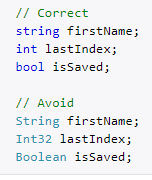 // Correct
string firstName;
int lastIndex;
bool isSaved;

// Avoid
String firstName;
Int32 lastIndex;
Boolean isSaved;